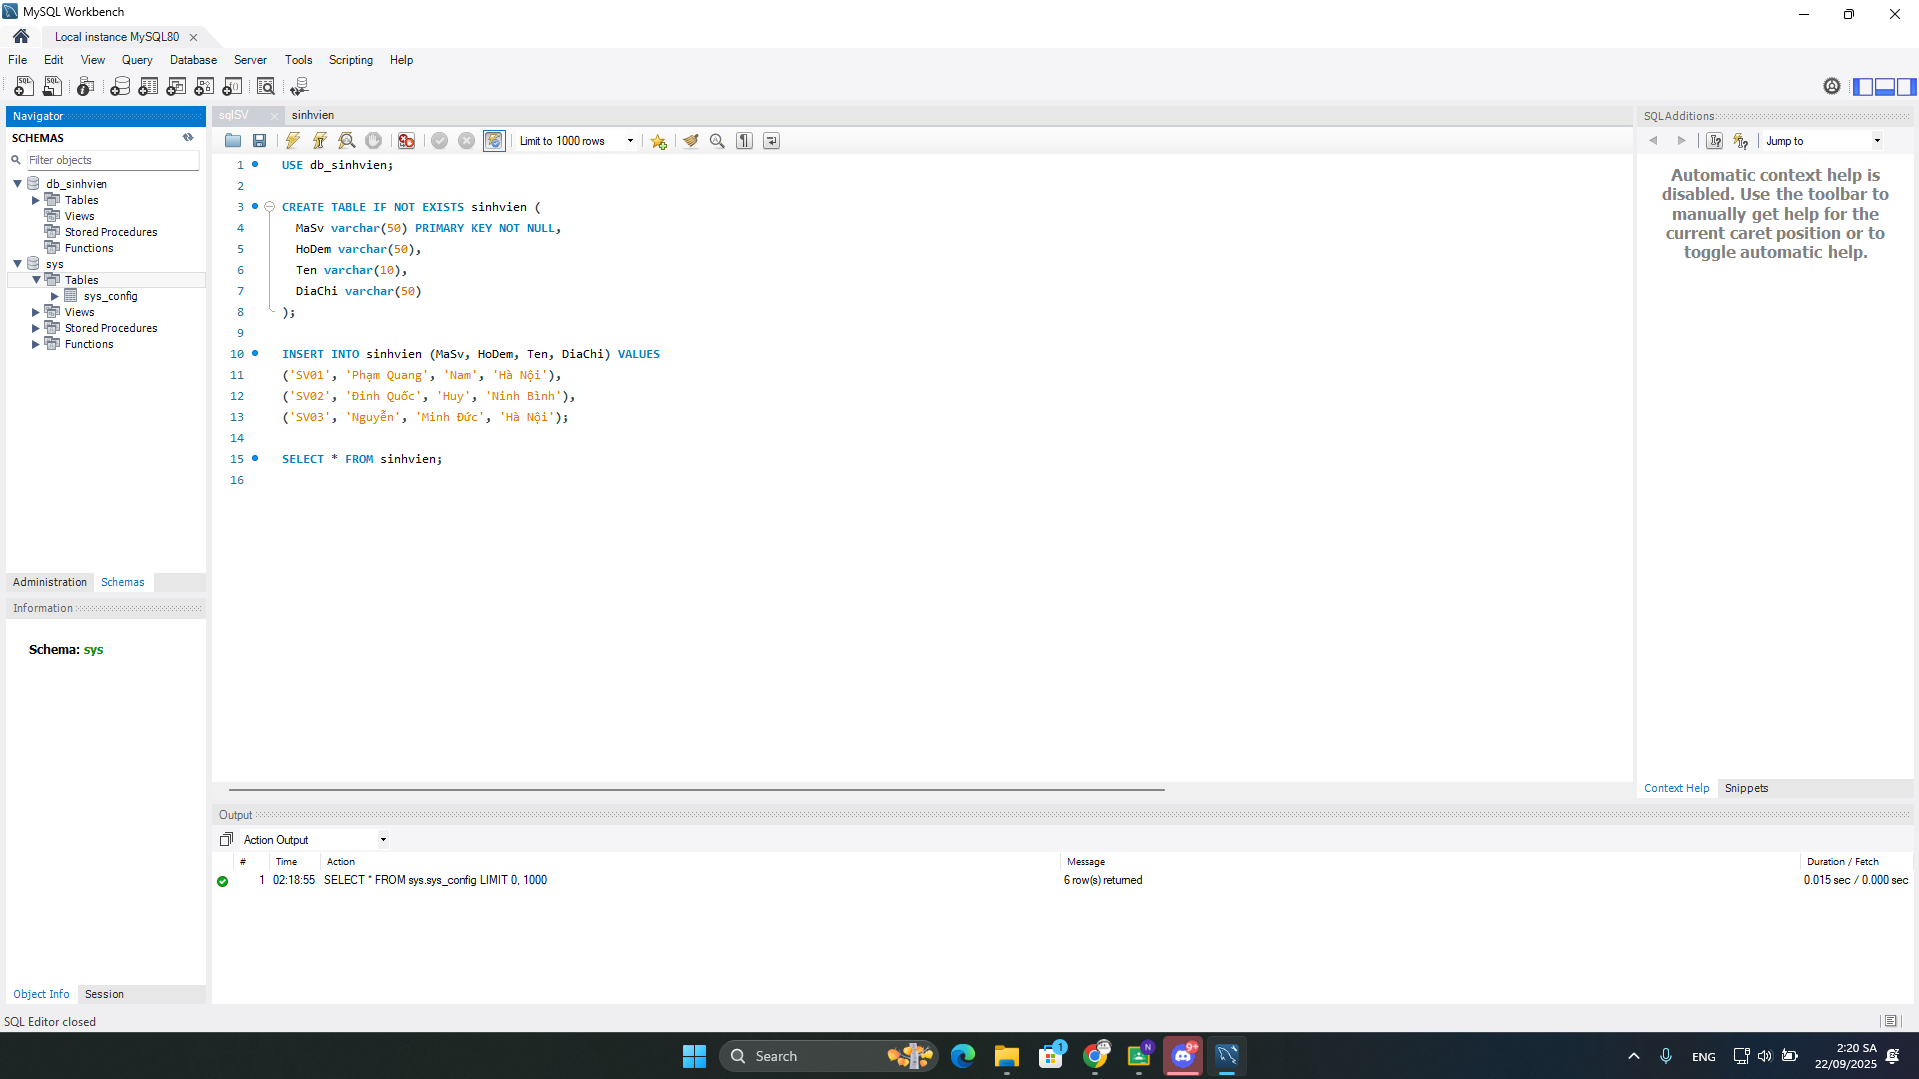 MySQL Workbench
Local instance MySQL80
File Edit View Query Database Server Tools Scripting Help
Navigator
SCHEMAS
Filter objects
db_sinhvien
Tables
Views
Stored Procedures
Functions
sys
Tables
sys_config
Views
Stored Procedures
Functions
Administration Schemas
Information
Schema: sys
Object Info Session
sqlSV sinhvien
Limit to 1000 rows
1 USE db_sinhvien;
2
3 CREATE TABLE IF NOT EXISTS sinhvien (
4 MaSv varchar(50) PRIMARY KEY NOT NULL,
5 HoDem varchar(50),
6 Ten varchar(10),
7 DiaChi varchar(50)
8 );
9
10 INSERT INTO sinhvien (MaSv, HoDem, Ten, DiaChi) VALUES
11 ('SV01', 'Phạm Quang', 'Nam', 'Hà Nội'),
12 ('SV02', 'Đinh Quốc', 'Huy', 'Ninh Bình'),
13 ('SV03', 'Nguyễn', 'Minh Đức', 'Hà Nội');
14
15 SELECT * FROM sinhvien;
16
SQLAdditions
Jump to
Automatic context help is
disabled. Use the toolbar to
manually get help for the
current caret position or to
toggle automatic help.
Context Help Snippets
Output
Action Output
# Time Action Message Duration / Fetch
1 02:18:55 SELECT * FROM sys.sys_config LIMIT 0, 1000 6 row(s) returned 0.015 sec / 0.000 sec
SQL Editor closed
Search
1
N
9+
ENG
2:20 SA
22/09/2025